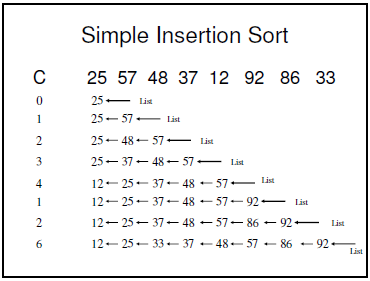 Simple Insertion Sort
C 25 57 48 37 12 92 86 33
0 25 ← List
1 25 ← 57 ← List
2 25 ← 48 ← 57 ← List
3 25 ← 37 ← 48 ← 57 ← List
4 12 ← 25 ← 37 ← 48 ← 57 ← List
1 12 ← 25 ← 37 ← 48 ← 57 ← 92 ← List
2 12 ← 25 ← 37 ← 48 ← 57 ← 86 ← 92 ← List
6 12 ← 25 ← 33 ← 37 ← 48 ← 57 ← 86 ← 92 ← List